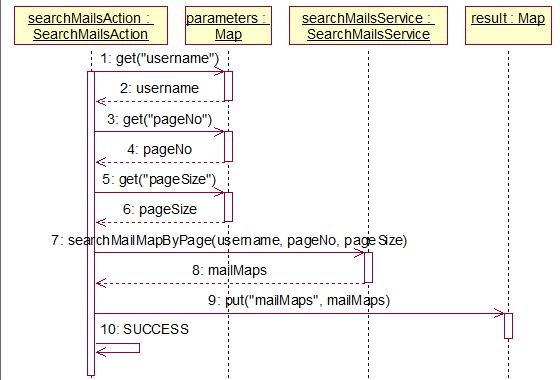 searchMailsAction :
SearchMailsAction
parameters :
Map
searchMailsService :
SearchMailsService
result : Map
1: get("username")
2: username
3: get("pageNo")
4: pageNo
5: get("pageSize")
6: pageSize
7: searchMailMapByPage(username, pageNo, pageSize)
8: mailMaps
9: put("mailMaps", mailMaps)
10: SUCCESS